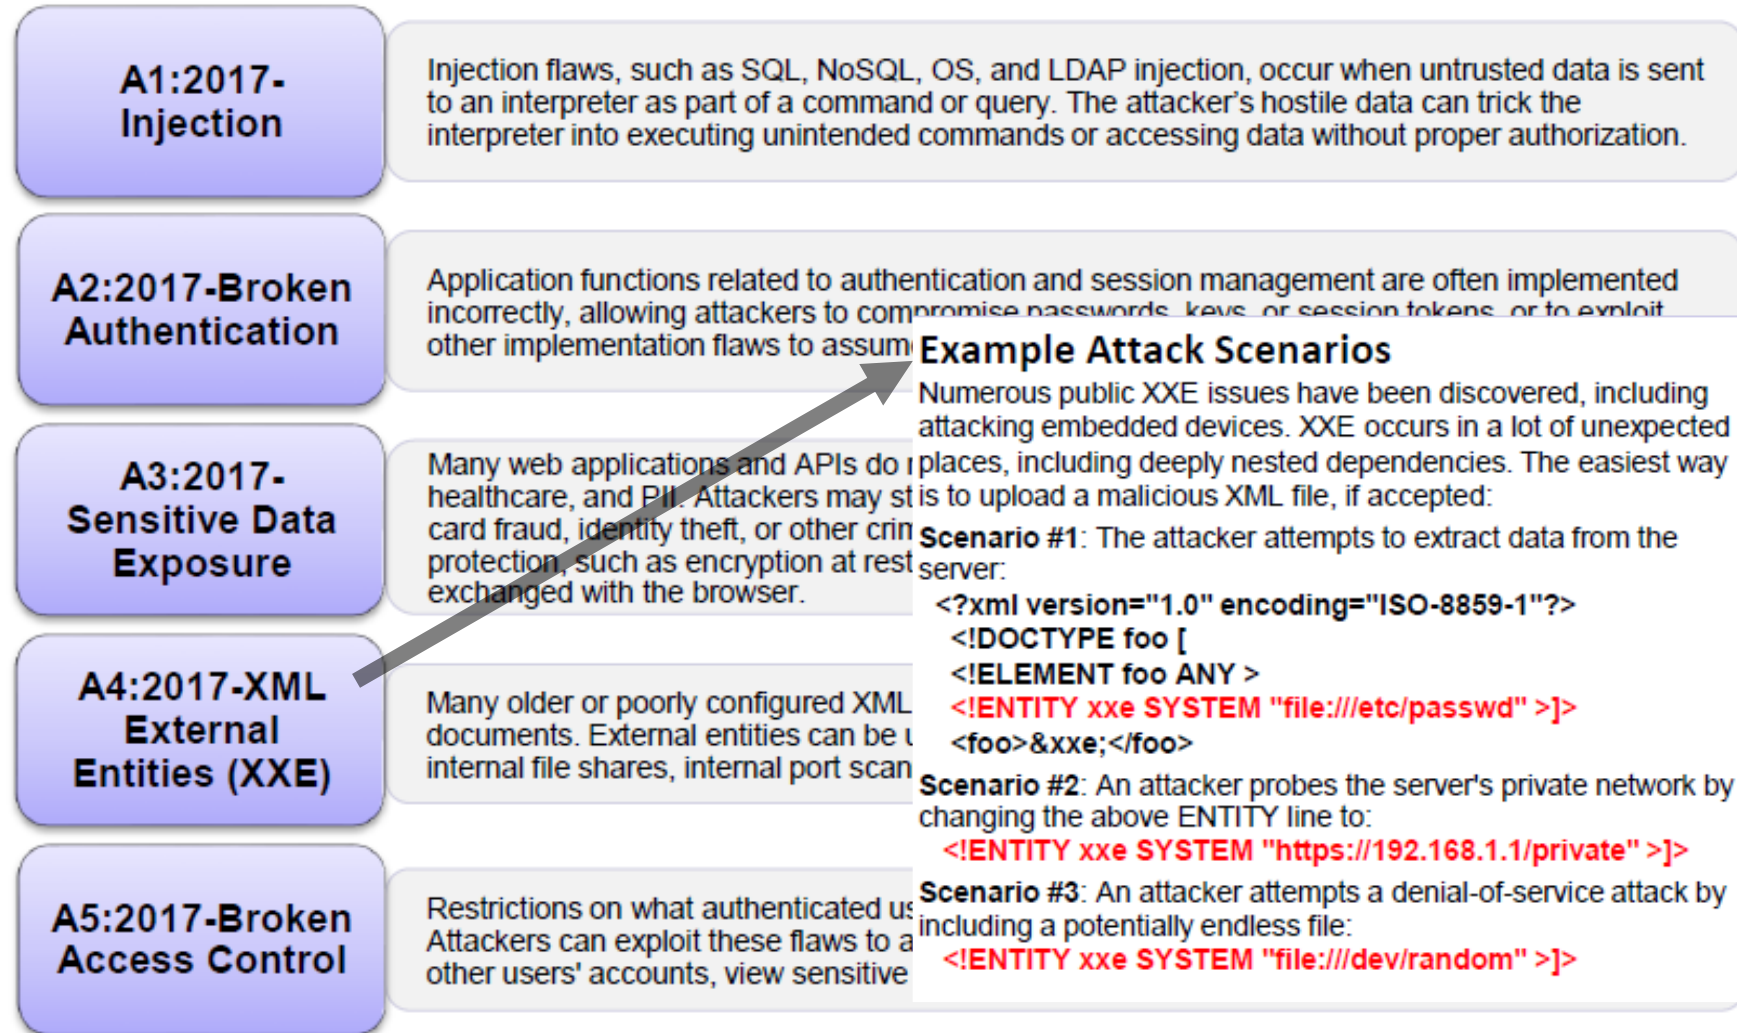 A1:2017-
Injection
Injection flaws, such as SQL, NoSQL, OS, and LDAP injection, occur when untrusted data is sent
to an interpreter as part of a command or query. The attacker's hostile data can trick the
interpreter into executing unintended commands or accessing data without proper authorization.
A2:2017-Broken
Authentication
Application functions related to authentication and session management are often implemented
incorrectly, allowing attackers to compromise passwords, keys, or session tokens, or to exploit
other implementation flaws to assum
A3:2017-
Sensitive Data
Exposure
Many web applications and APIs do
healthcare, and PII. Attackers may st
card fraud, identity theft, or other crim
protection, such as encryption at rest
exchanged with the browser.
A4:2017-XML
External
Entities (XXE)
Many older or poorly configured XML
documents. External entities can be
internal file shares, internal port scan
A5:2017-Broken
Access Control
Restrictions on what authenticated us
Attackers can exploit these flaws to a
other users' accounts, view sensitive
Example Attack Scenarios
Numerous public XXE issues have been discovered, including
attacking embedded devices. XXE occurs in a lot of unexpected
places, including deeply nested dependencies. The easiest way
is to upload a malicious XML file, if accepted:
Scenario #1: The attacker attempts to extract data from the
server:
<?xml version="1.0" encoding="ISO-8859-1"?>
<!DOCTYPE foo [
<!ELEMENT foo ANY >
<!ENTITY xxe SYSTEM "file:///etc/passwd" >]>
<foo>&xxe;</foo>
Scenario #2: An attacker probes the server's private network by
changing the above ENTITY line to:
<!ENTITY xxe SYSTEM "https://192.168.1.1/private" >]>
Scenario #3: An attacker attempts a denial-of-service attack by
including a potentially endless file:
<!ENTITY xxe SYSTEM "file:///dev/random" >]>